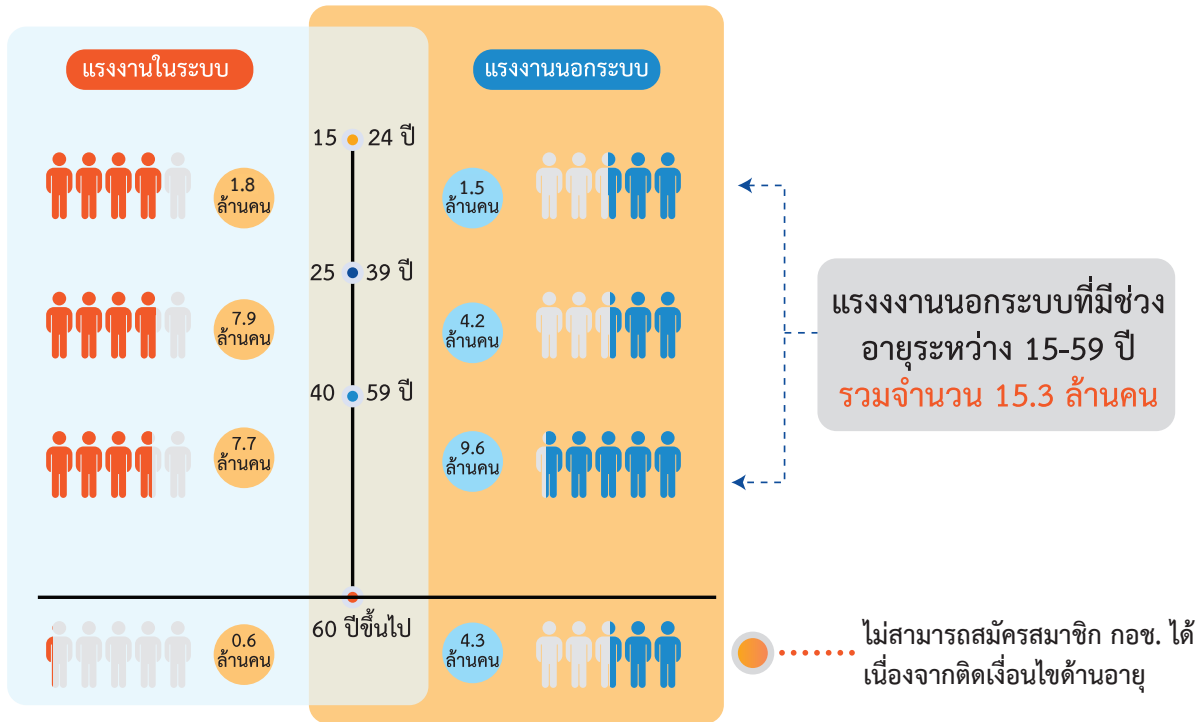 แรงงานในระบบ
แรงงานนอกระบบ
15 24 ปี
1.8
ล้านคน
1.5
ล้านคน
25 39 ปี
7.9
ล้านคน
4.2
ล้านคน
40 59 ปี
7.7
ล้านคน
9.6
ล้านคน
60 ปีขึ้นไป
0.6
ล้านคน
4.3
ล้านคน
แรงงงานนอกระบบที่มีช่วง
อายุระหว่าง 15-59 ปี
รวมจำนวน 15.3 ล้านคน
ไม่สามารถสมัครสมาชิก กอช. ได้
เนื่องจากติดเงื่อนไขด้านอายุ